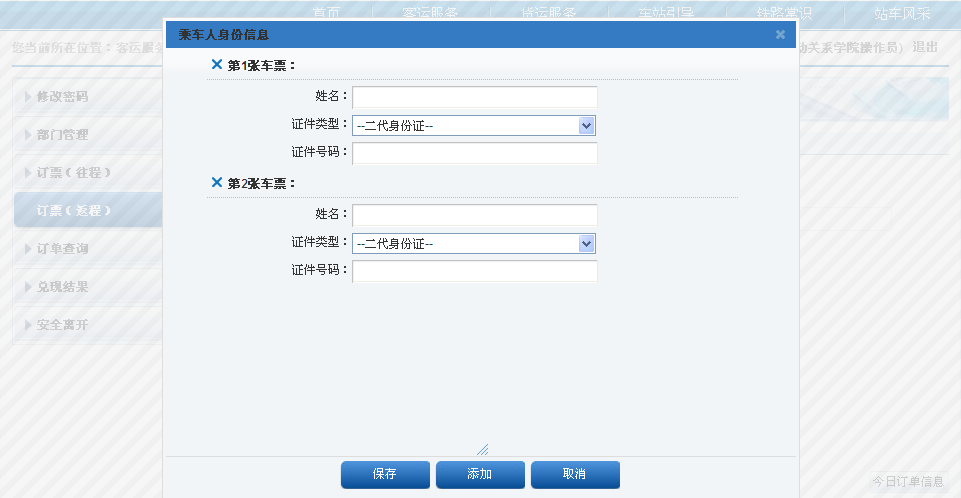 首页 客运服务 货运服务 车站引导 铁路常识 站车风采
您当前所在位置：客运服务
动关系学院操作员） 退出
修改密码
部门管理
订票（往程）
订票（返程）
订单查询
兑现结果
安全离开
乘车人身份信息
第1张车票：
姓名：
证件类型： --二代身份证--
证件号码：
第2张车票：
姓名：
证件类型： --二代身份证--
证件号码：
保存 添加 取消
今日订单信息